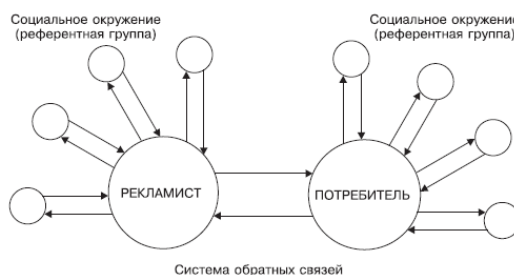 Социальное окружение
(референтная группа)
Социальное окружение
(референтная группа)
РЕКЛАМИСТ
ПОТРЕБИТЕЛЬ
Система обратных связей